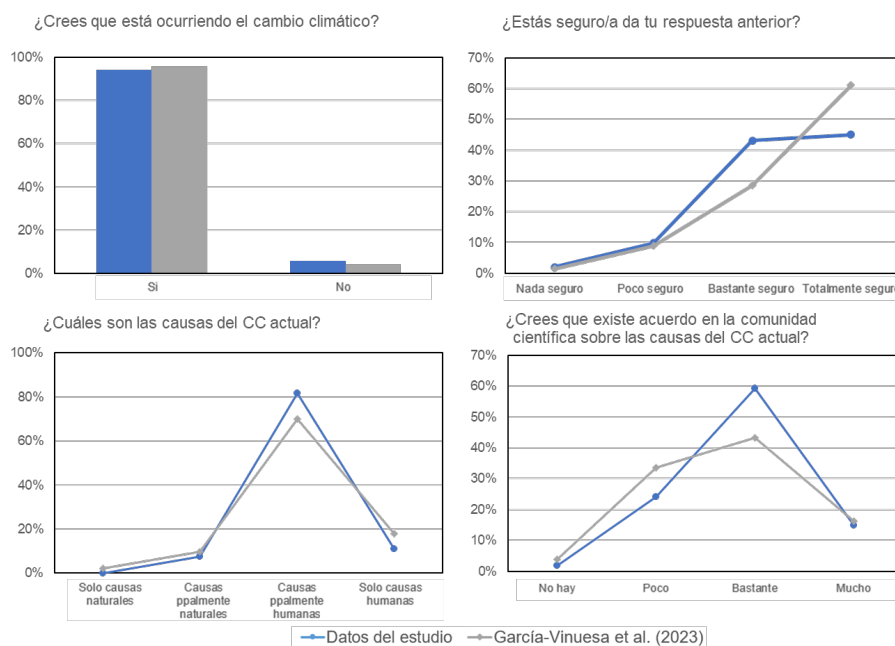 ¿Crees que está ocurriendo el cambio climático?
100%
80%
60%
40%
20%
0%
Si
No
¿Estás seguro/a da tu respuesta anterior?
70%
60%
50%
40%
30%
20%
10%
0%
Nada seguro
Poco seguro
Bastante seguro
Totalmente seguro
¿Cuáles son las causas del CC actual?
100%
80%
60%
40%
20%
0%
Solo causas
naturales
Causas
ppalmente
naturales
Causas
ppalmente
humanas
Solo causas
humanas
¿Crees que existe acuerdo en la comunidad
científica sobre las causas del CC actual?
70%
60%
50%
40%
30%
20%
10%
0%
No hay
Poco
Bastante
Mucho
Datos del estudio
García-Vinuesa et al. (2023)